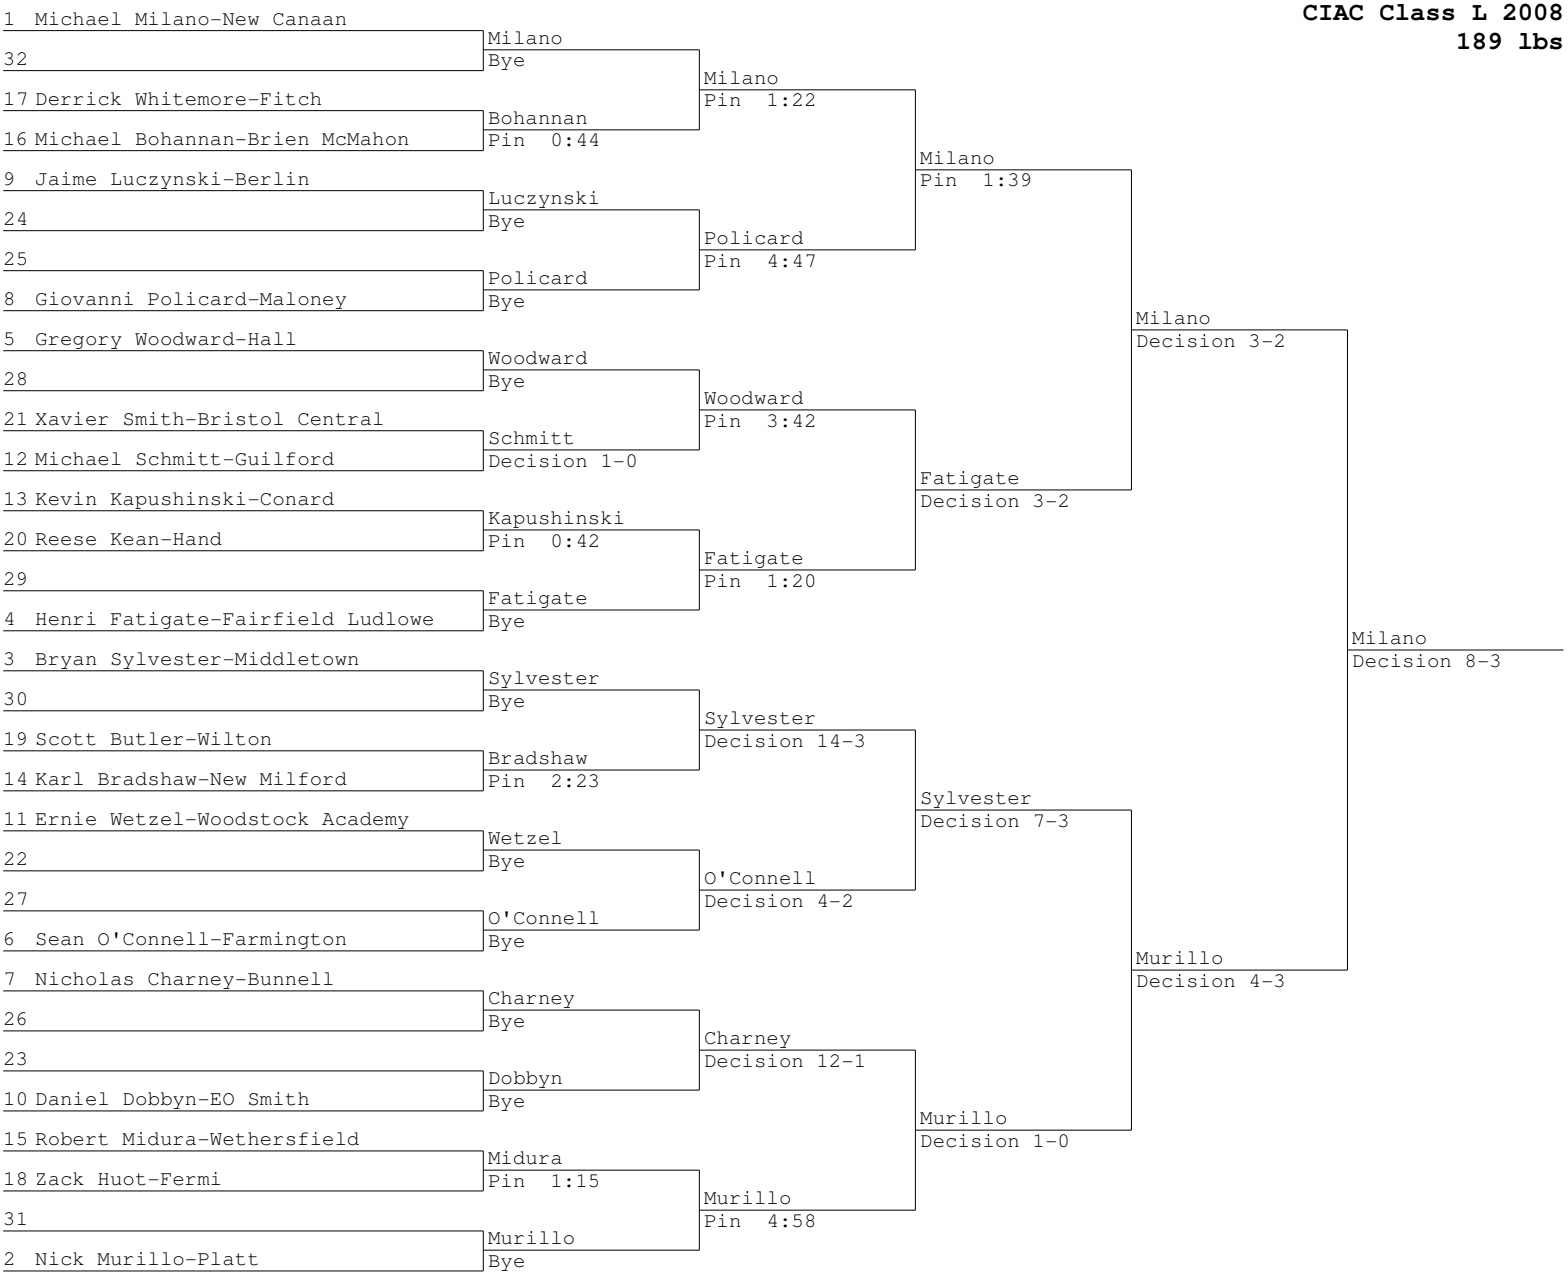 CIAC Class L 2008
189 lbs
1 Michael Milano-New Canaan
32
17 Derrick Whitemore-Fitch
16 Michael Bohannan-Brien McMahon
9 Jaime Luczynski-Berlin
24
25
8 Giovanni Policard-Maloney
5 Gregory Woodward-Hall
28
21 Xavier Smith-Bristol Central
12 Michael Schmitt-Guilford
13 Kevin Kapushinski-Conard
20 Reese Kean-Hand
29
4 Henri Fatigate-Fairfield Ludlowe
3 Bryan Sylvester-Middletown
30
19 Scott Butler-Wilton
14 Karl Bradshaw-New Milford
11 Ernie Wetzel-Woodstock Academy
22
27
6 Sean O'Connell-Farmington
7 Nicholas Charney-Bunnell
26
23
10 Daniel Dobbyn-EO Smith
15 Robert Midura-Wethersfield
18 Zack Huot-Fermi
31
2 Nick Murillo-Platt
Milano
Bye
Bohannan
Pin 0:44
Luczynski
Bye
Policard
Bye
Woodward
Bye
Schmitt
Decision 1-0
Kapushinski
Pin 0:42
Fatigate
Bye
Sylvester
Bye
Bradshaw
Pin 2:23
Wetzel
Bye
O'Connell
Bye
Charney
Bye
Dobbyn
Bye
Midura
Pin 1:15
Murillo
Bye
Milano
Pin 1:22
Policard
Pin 4:47
Woodward
Pin 3:42
Fatigate
Pin 1:20
Sylvester
Decision 14-3
O'Connell
Decision 4-2
Charney
Decision 12-1
Murillo
Pin 4:58
Milano
Pin 1:39
Fatigate
Decision 3-2
Sylvester
Decision 7-3
Murillo
Decision 1-0
Milano
Decision 3-2
Murillo
Decision 4-3
Milano
Decision 8-3